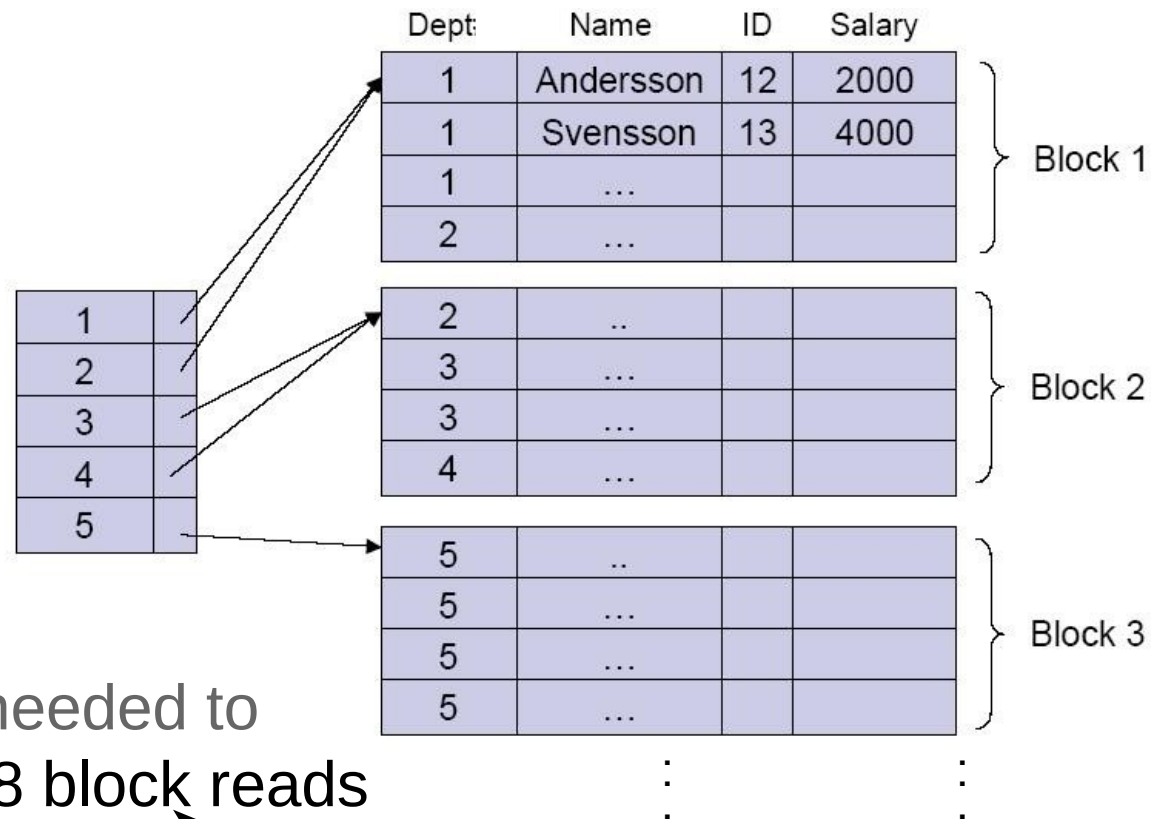 Dept: Name ID Salary
1 Andersson 12 2000
1 Svensson 13 4000
1 ...
2 ...
Block 1
1
2
3
4
5
2 ..
3 ...
3 ...
4 ...
Block 2
5 ..
5 ...
5 ...
5 ...
Block 3
needed to
8 block reads